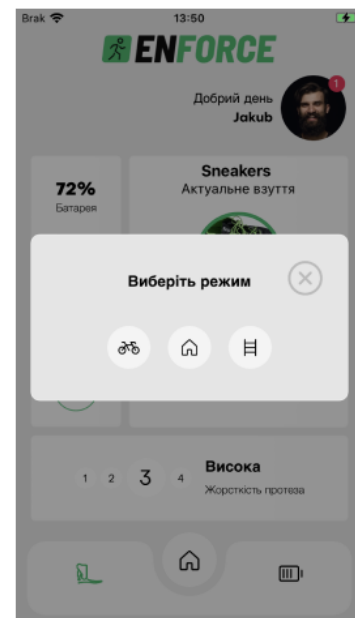 Brak 13:50
ENFORCE
1
Добрий день
Jakub
72%
Батарея
Sneakers
Актуальне взуття
Виберіть режим
1 2 3 4
Висока
Жорсткість протеза